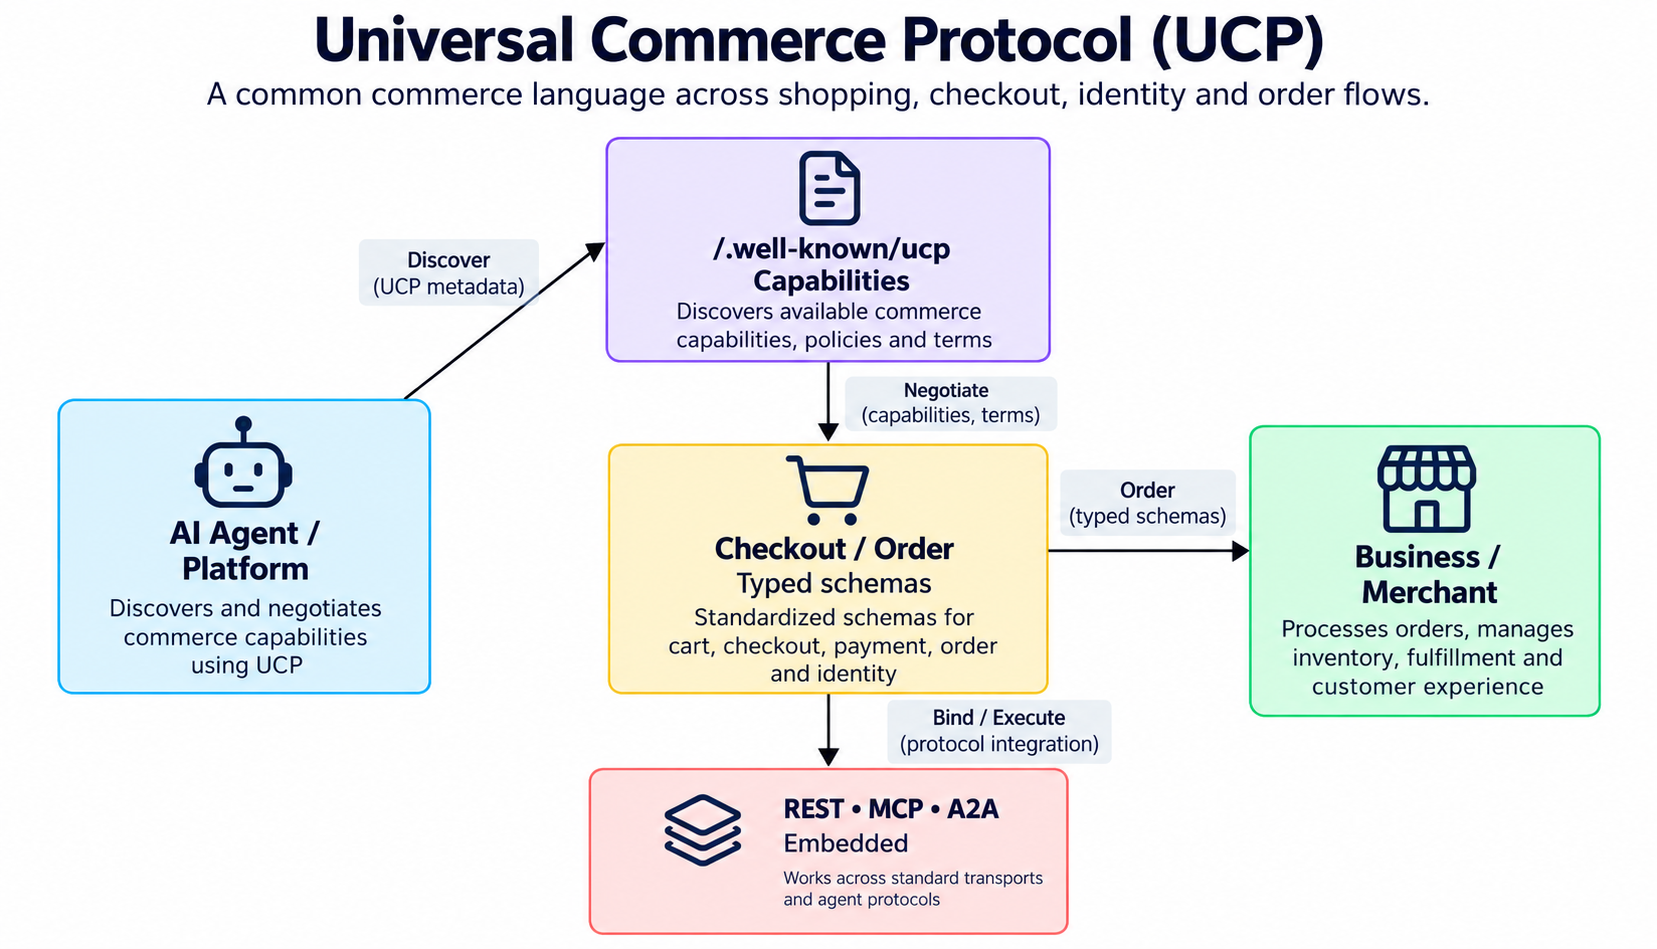 Universal Commerce Protocol (UCP)
A common commerce language across shopping, checkout, identity and order flows.
/.well-known/ucp
Capabilities
Discovers available commerce
capabilities, policies and terms
Discover
(UCP metadata)
Negotiate
(capabilities, terms)
AI Agent /
Platform
Discovers and negotiates
commerce capabilities
using UCP
Checkout / Order
Typed schemas
Standardized schemas for
cart, checkout, payment, order
and identity
Order
(typed schemas)
Business /
Merchant
Processes orders, manages
inventory, fulfillment and
customer experience
Bind / Execute
(protocol integration)
REST • MCP • A2A
Embedded
Works across standard transports
and agent protocols